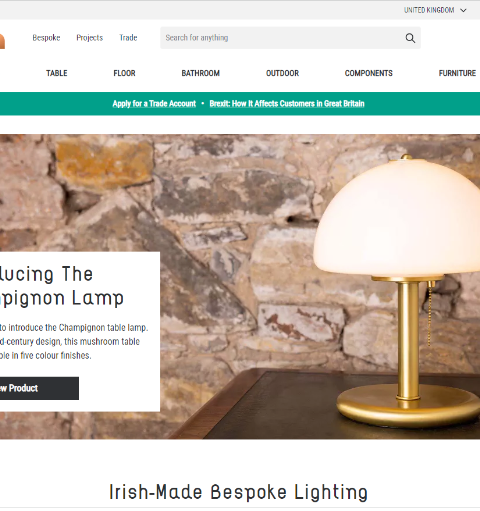 UNITED KINGDOM
Bespoke Projects Trade Search for anything
TABLE FLOOR BATHROOM OUTDOOR COMPONENTS FURNITURE
Apply for a Trade Account • Brexit: How It Affects Customers in Great Britain
ducing The
pignon Lamp
to introduce the Champignon table lamp.
d-century design, this mushroom table
ble in five colour finishes.
w Product
Irish-Made Bespoke Lighting